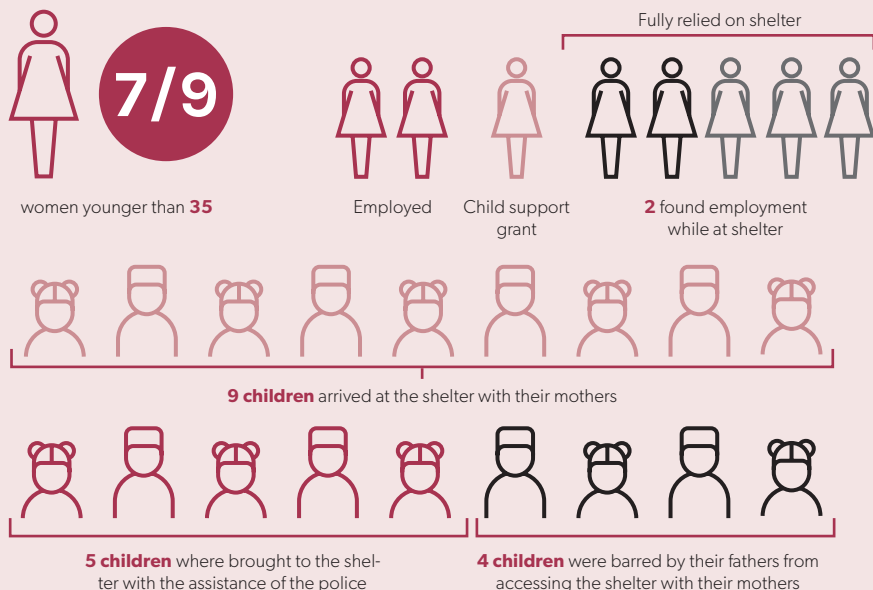 Fully relied on shelter
7/9
women younger than 35
Employed
Child support
grant
2 found employment
while at shelter
9 children arrived at the shelter with their mothers
5 children where brought to the shel-
ter with the assistance of the police
4 children were barred by their fathers from
accessing the shelter with their mothers